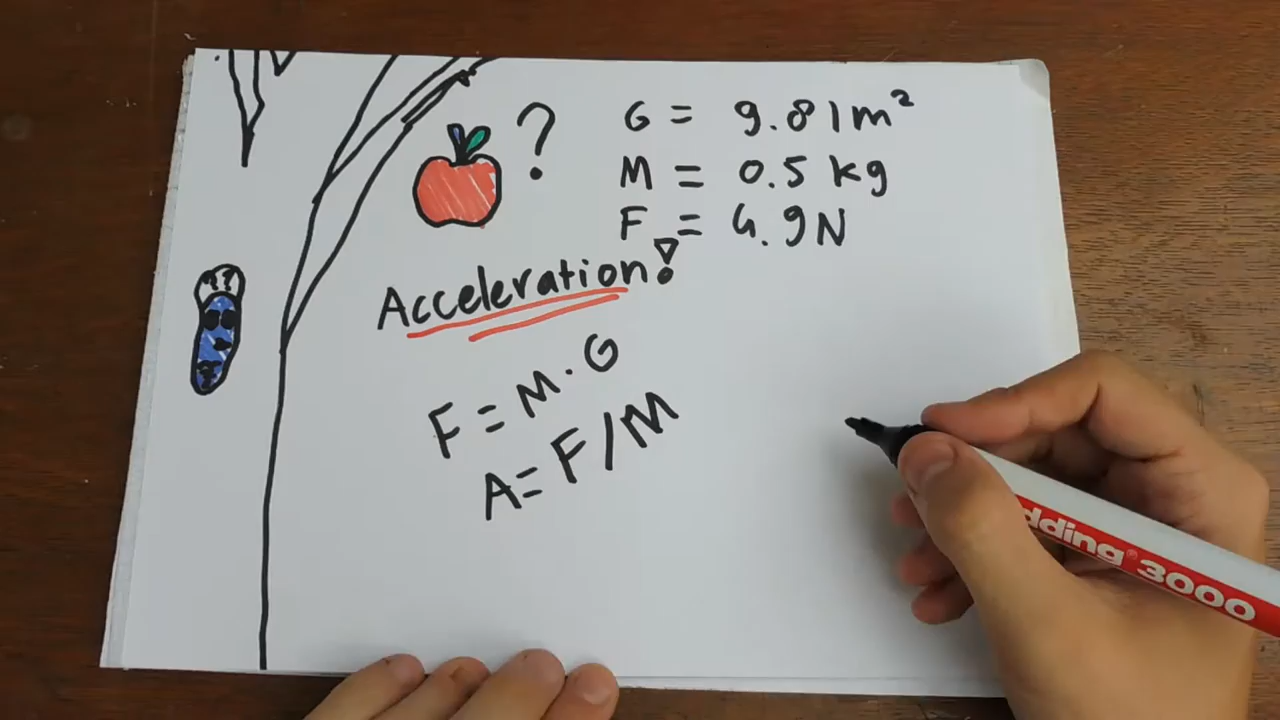 ?
G = 9.81m²
M = 0.5 kg
F = 4.9N
Acceleration!
F = M · G
A = F/M
edding® 3000